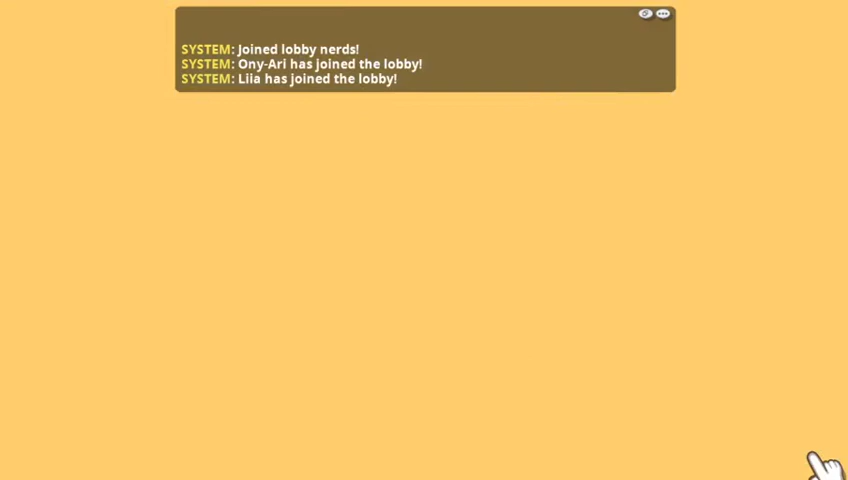 SYSTEM: Joined lobby nerds!
SYSTEM: Ony-Ari has joined the lobby!
SYSTEM: Liia has joined the lobby!